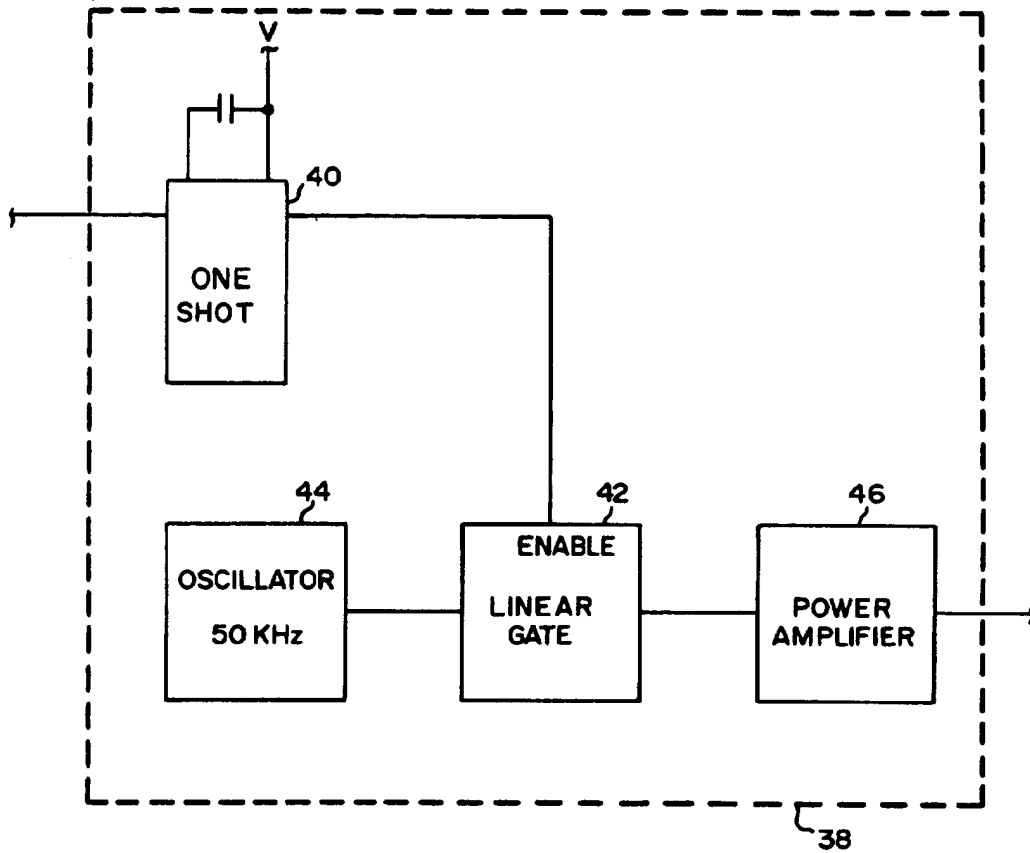 V
40
ONE
SHOT
44
42
46
ENABLE
OSCILLATOR
50 KHz
LINEAR
GATE
POWER
AMPLIFIER
38